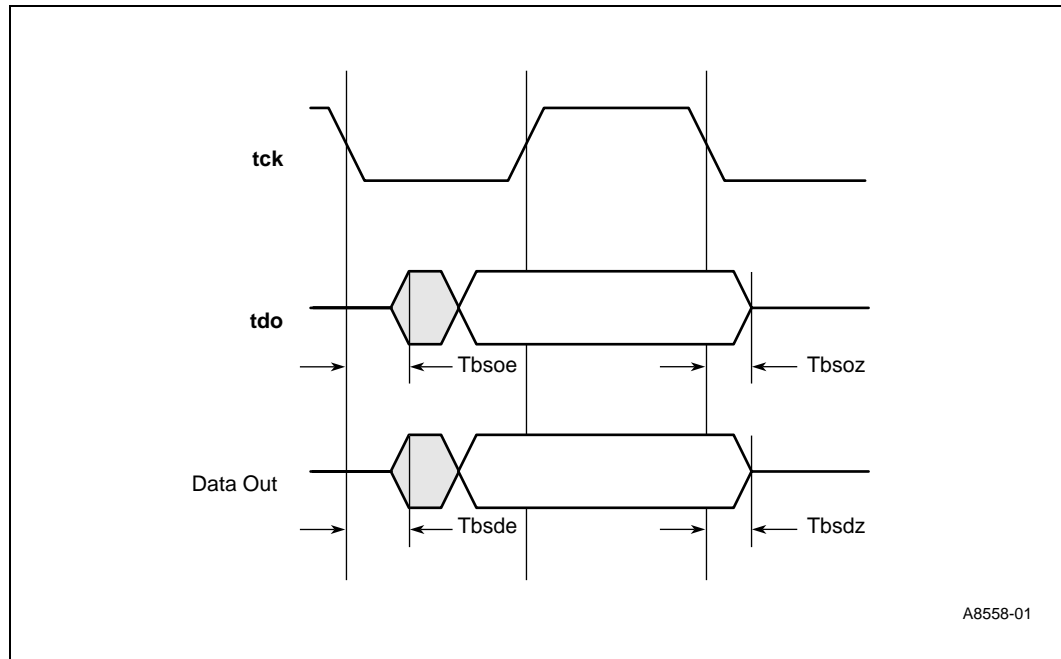 tck
tdo
Tbsoe
Tbsoz
Data Out
Tbsde
Tbsdz
A8558-01